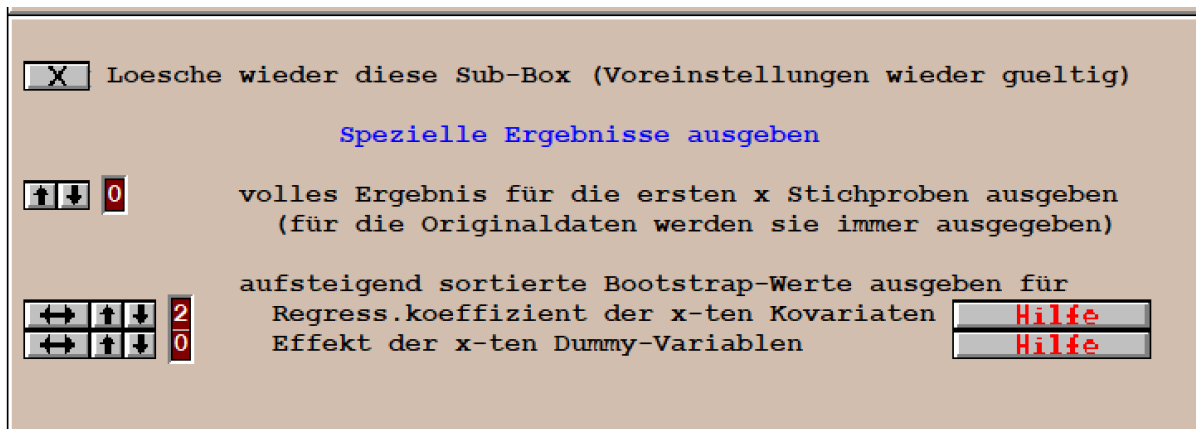 X Loesche wieder diese Sub-Box (Voreinstellungen wieder gueltig)
Spezielle Ergebnisse ausgeben
0 volles Ergebnis für die ersten x Stichproben ausgeben
(für die Originaldaten werden sie immer ausgegeben)
aufsteigend sortierte Bootstrap-Werte ausgeben für
2 Regress.koeffizient der x-ten Kovariaten Hilfe
0 Effekt der x-ten Dummy-Variablen Hilfe